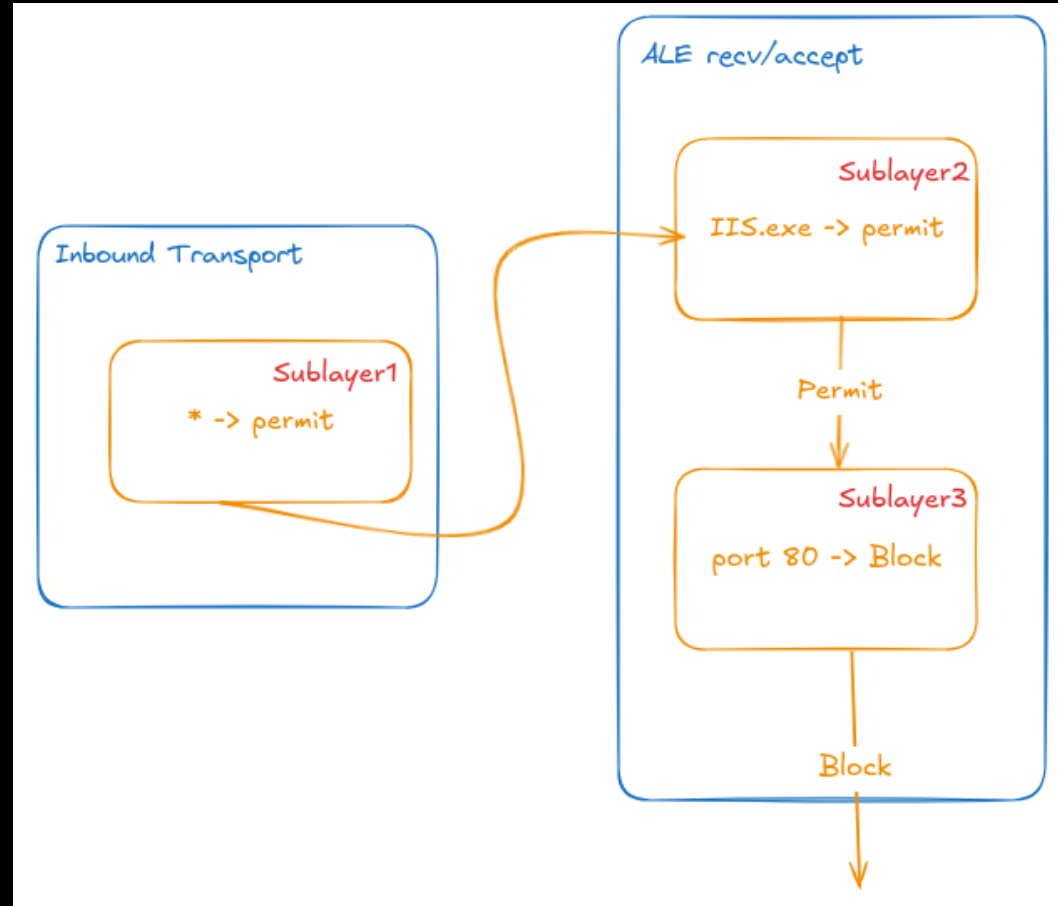 ALE recv/accept
Sublayer2
IIS.exe -> permit
Inbound Transport
Sublayer1
* -> permit
Permit
Sublayer3
port 80 -> Block
Block